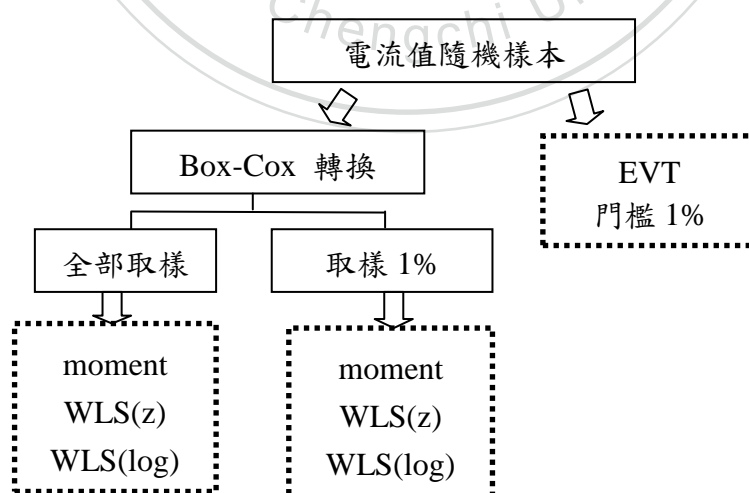 Chengchi U
電流值隨機樣本
Box-Cox 轉換
EVT
門檻 1%
全部取樣
取樣 1%
moment
WLS(z)
WLS(log)
moment
WLS(z)
WLS(log)